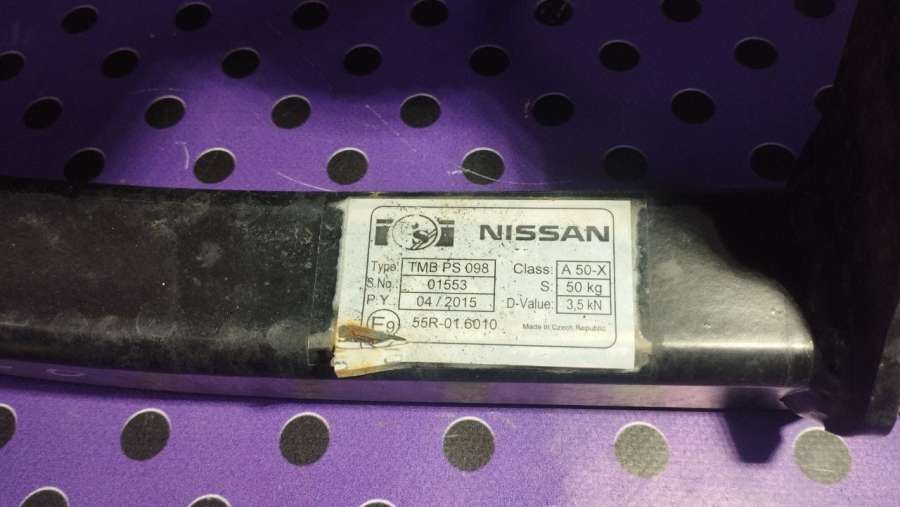 NISSAN
Type: TMB PS 098 Class: A 50-X
S.No.: 01553 S: 50 kg
P.Y.: 04/2015 D-Value: 3,5 kN
E9 55R-01.6010 Made in Czech Republic